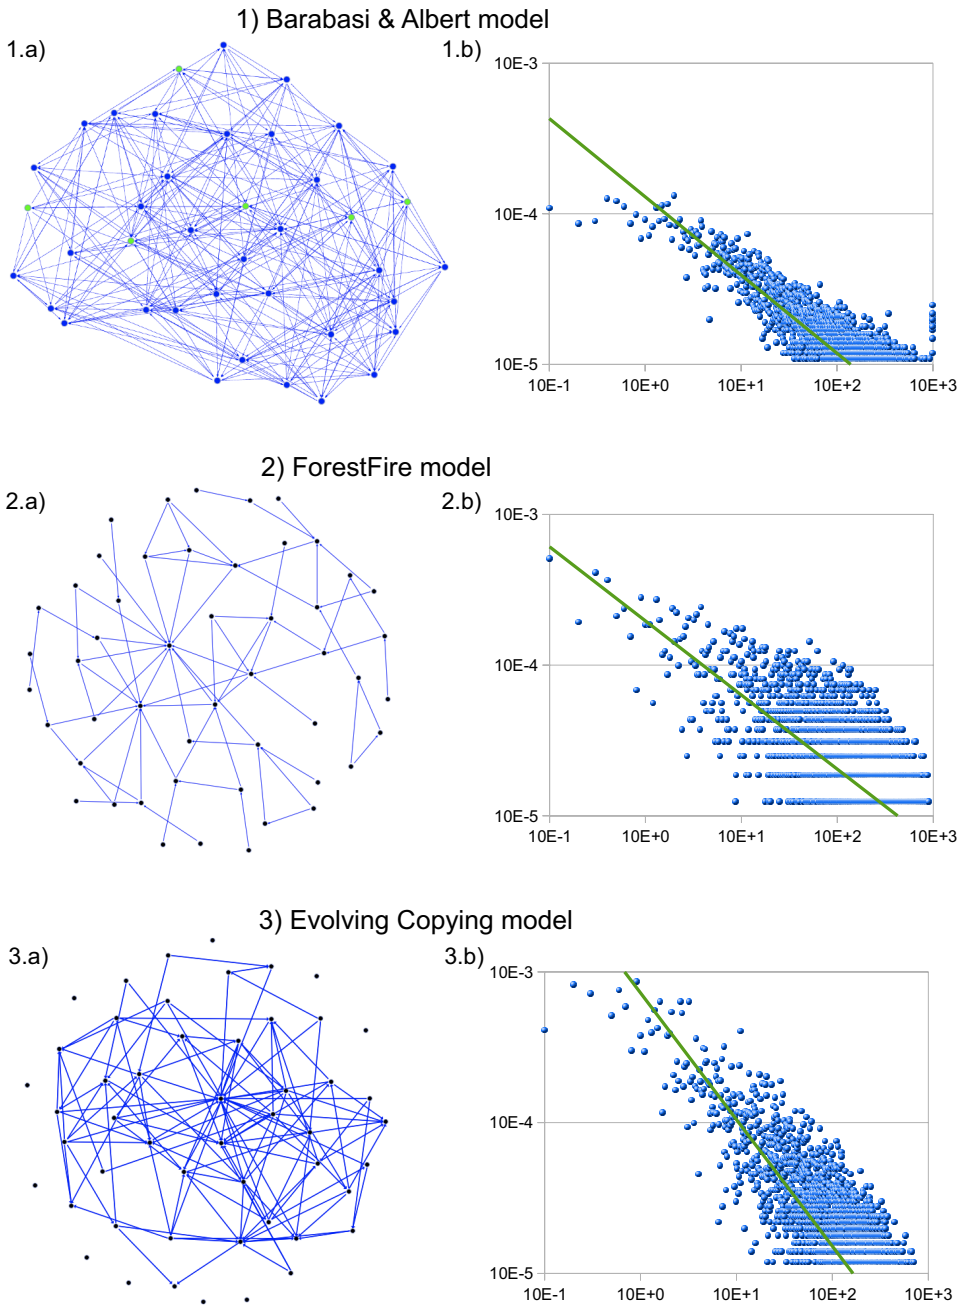 1) Barabasi & Albert model
1.a)
1.b)
10E-3
10E-4
10E-5
10E-1 10E+0 10E+1 10E+2 10E+3
2) ForestFire model
2.a)
2.b)
10E-3
10E-4
10E-5
10E-1 10E+0 10E+1 10E+2 10E+3
3) Evolving Copying model
3.a)
3.b)
10E-3
10E-4
10E-5
10E-1 10E+0 10E+1 10E+2 10E+3